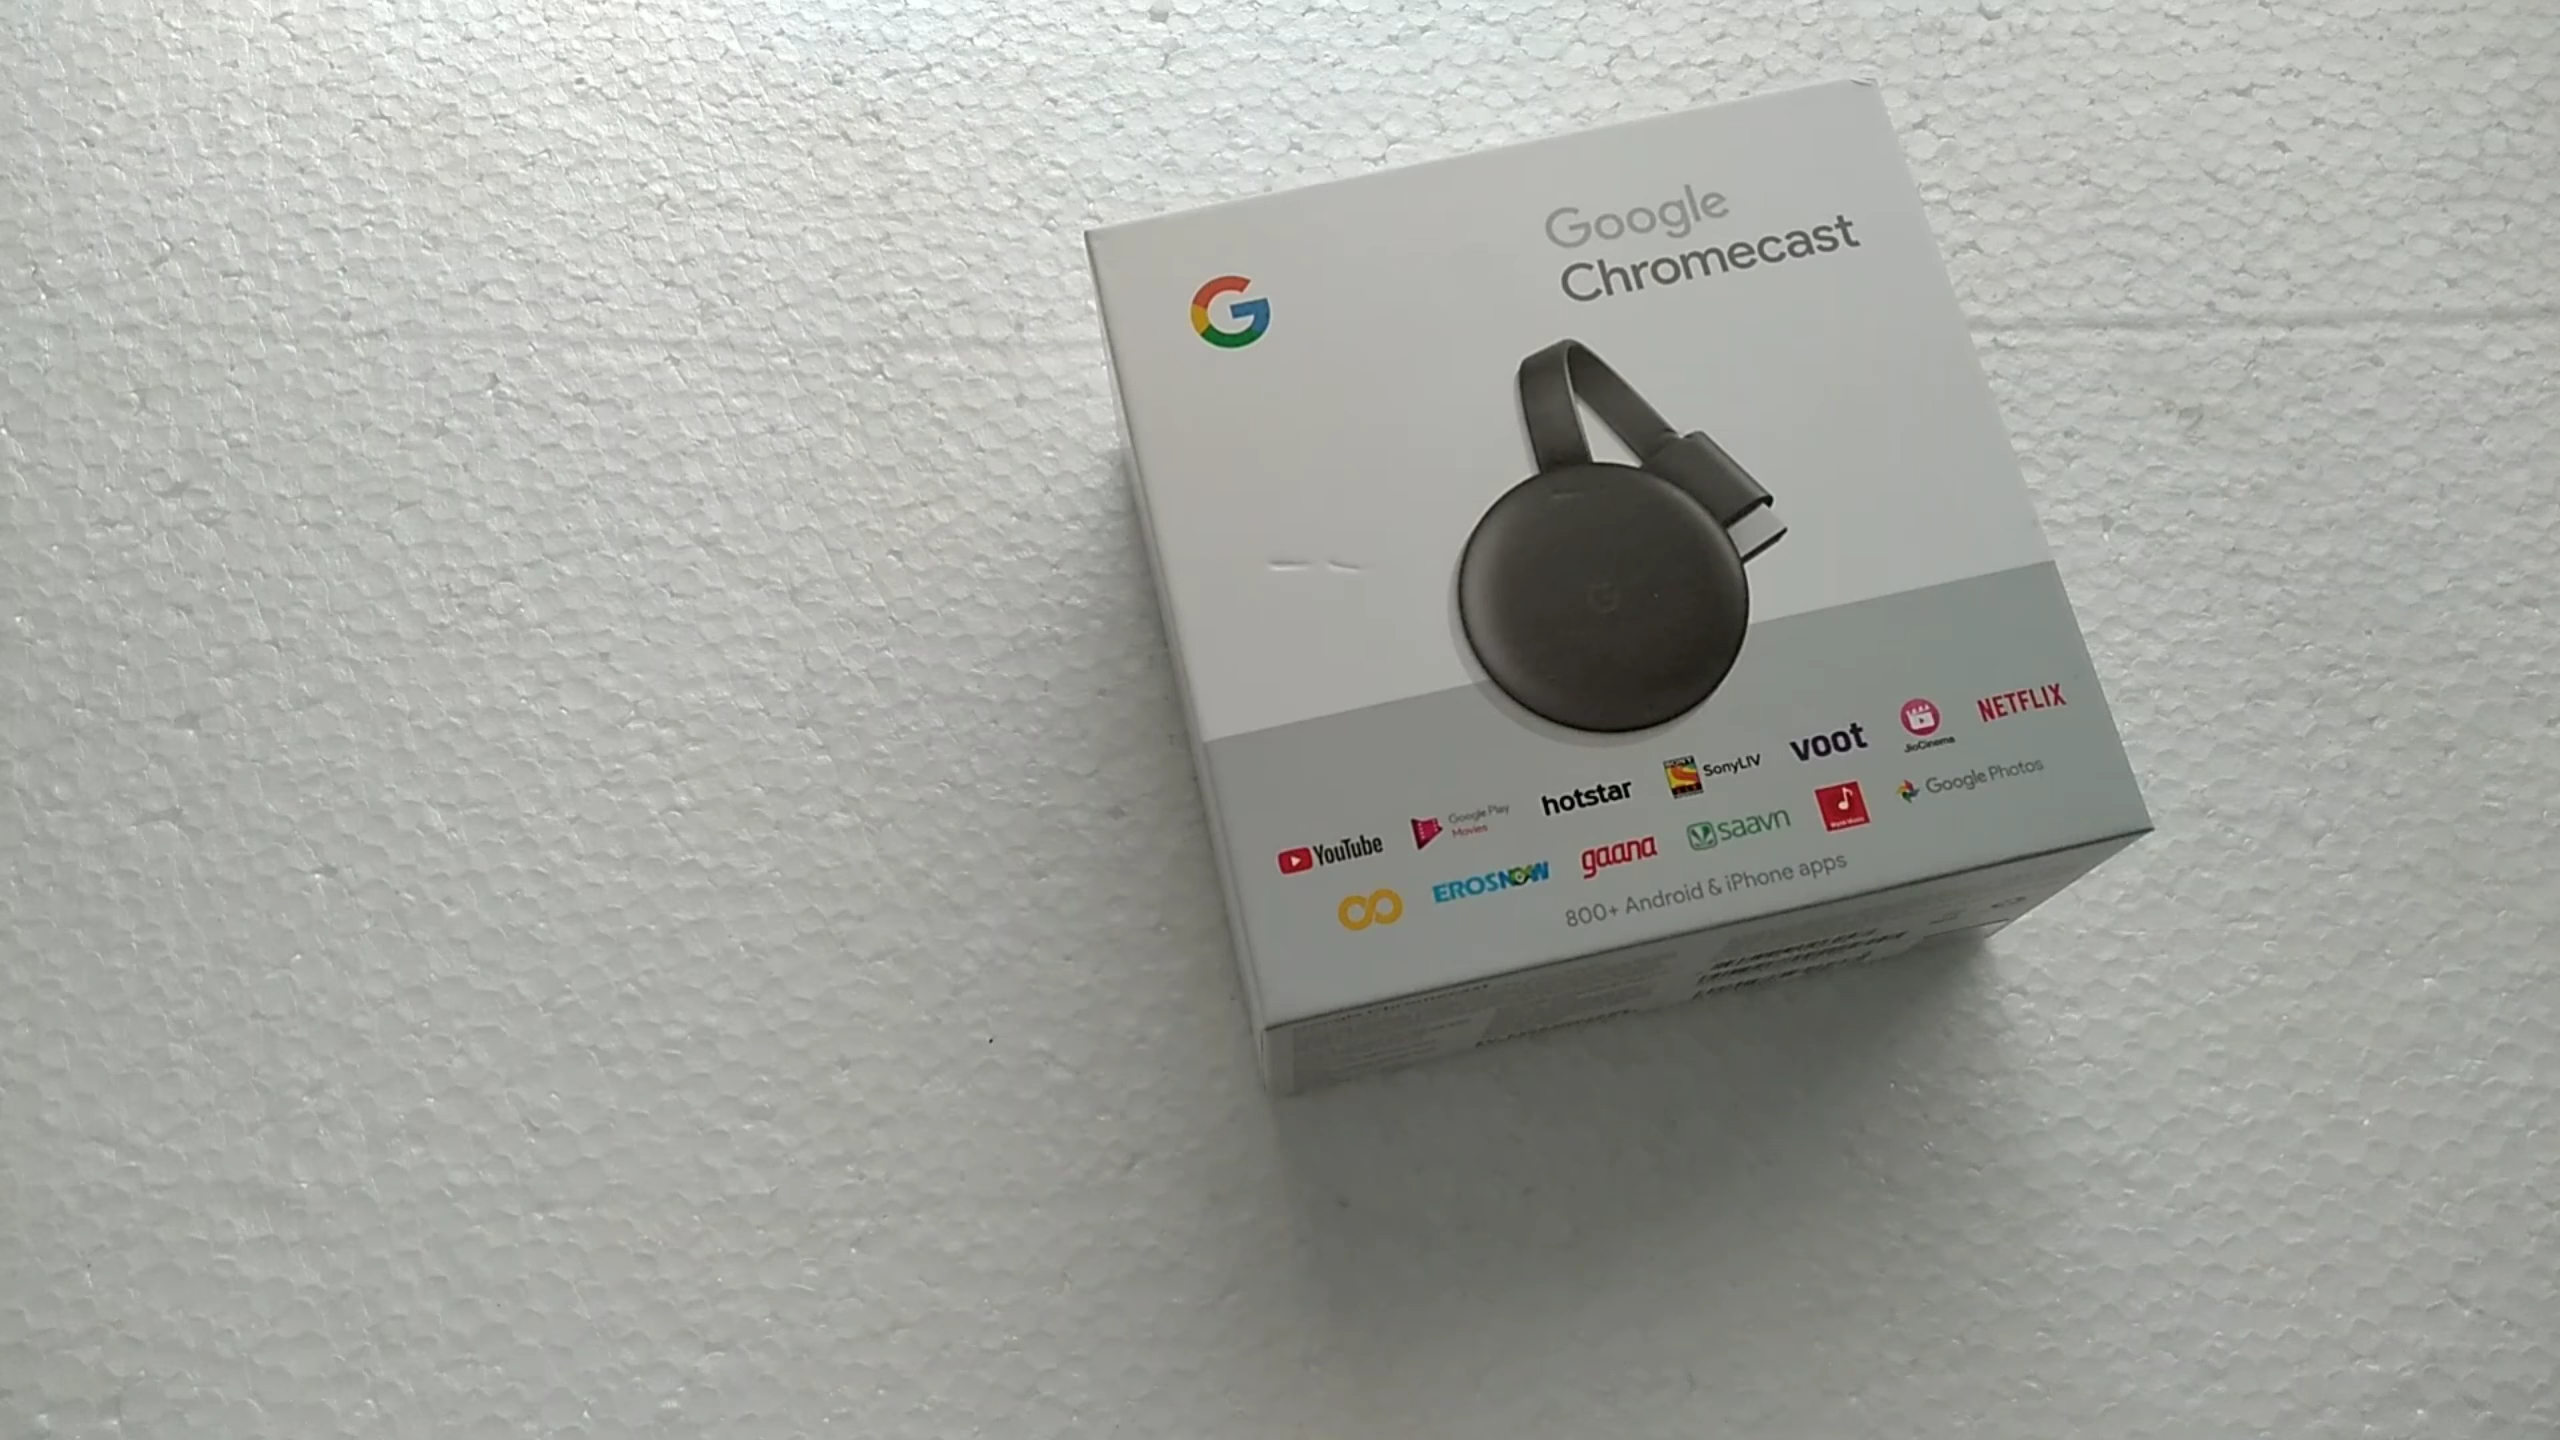 Google
Chromecast
YouTube Google Play Movies hotstar SONY SonyLIV VOOT JioCinema NETFLIX
EROSNOW gaana saavn Google Photos
800+ Android & iPhone apps